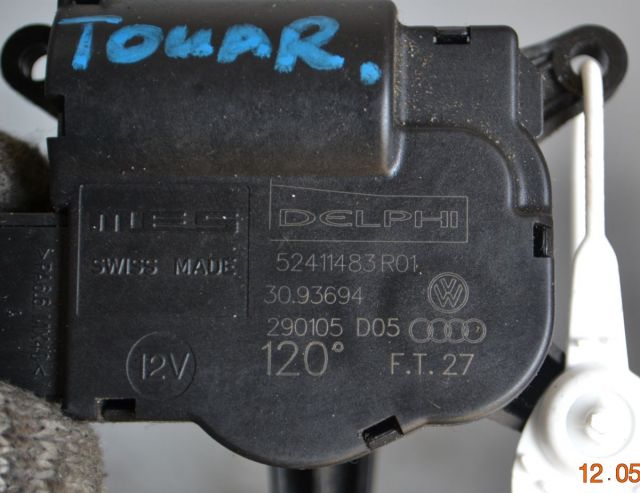 TOUAR.
MES
DELPHI
SWISS MADE
52411483 R01
30.93694
290105 D05
12V
120° F.T. 27
12.05